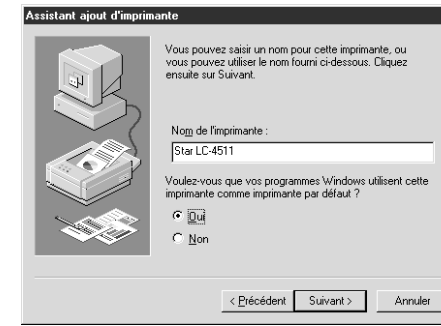 Assistant ajout d'imprimante
Vous pouvez saisir un nom pour cette imprimante, ou
vous pouvez utiliser le nom fourni ci-dessous. Cliquez
ensuite sur Suivant.
Nom de l'imprimante :
Star LC-4511
Voulez-vous que vos programmes Windows utilisent cette
imprimante comme imprimante par défaut ?
Oui
Non
< Précédent
Suivant >
Annuler